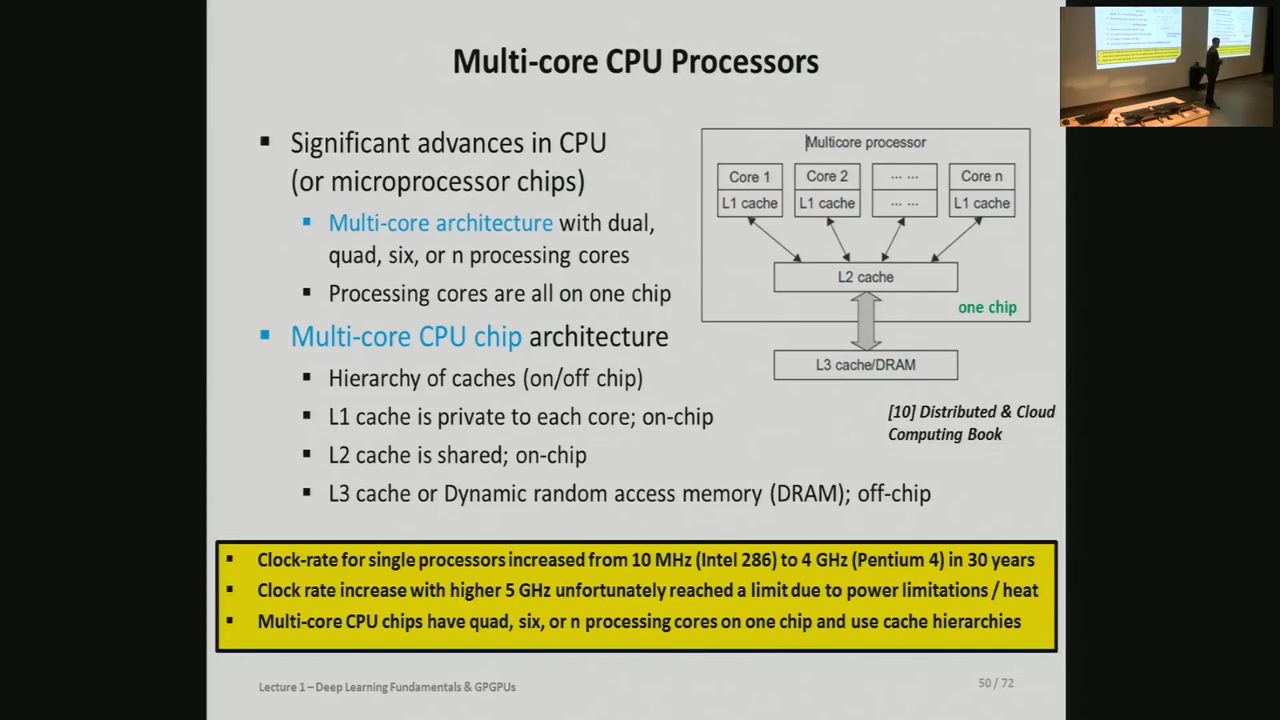 Multi-core CPU Processors
Significant advances in CPU
(or microprocessor chips)
Multi-core architecture with dual,
quad, six, or n processing cores
Processing cores are all on one chip
Multi-core CPU chip architecture
Hierarchy of caches (on/off chip)
L1 cache is private to each core; on-chip
L2 cache is shared; on-chip
L3 cache or Dynamic random access memory (DRAM); off-chip
Multicore processor
Core 1
Core 2
... ...
Core n
L1 cache
L1 cache
... ...
L1 cache
L2 cache
one chip
L3 cache/DRAM
[10] Distributed & Cloud
Computing Book
Clock-rate for single processors increased from 10 MHz (Intel 286) to 4 GHz (Pentium 4) in 30 years
Clock rate increase with higher 5 GHz unfortunately reached a limit due to power limitations / heat
Multi-core CPU chips have quad, six, or n processing cores on one chip and use cache hierarchies
Lecture 1 – Deep Learning Fundamentals & GPGPUs
50 / 72